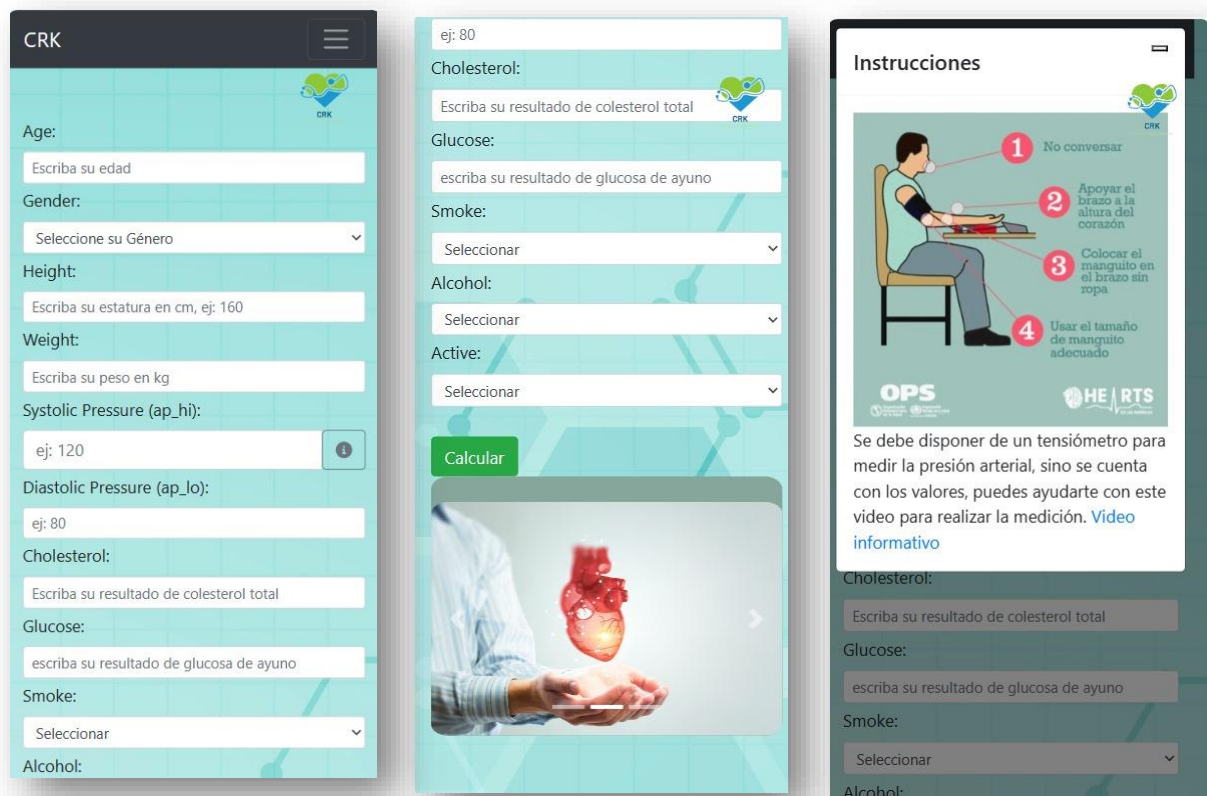 CRK
CRK
Age:
Escriba su edad
Gender:
Seleccione su Género
Height:
Escriba su estatura en cm, ej: 160
Weight:
Escriba su peso en kg
Systolic Pressure (ap_hi):
ej: 120
Diastolic Pressure (ap_lo):
ej: 80
Cholesterol:
Escriba su resultado de colesterol total
Glucose:
escriba su resultado de glucosa de ayuno
Smoke:
Seleccionar
Alcohol:
ej: 80
Cholesterol:
Escriba su resultado de colesterol total
CRK
Glucose:
escriba su resultado de glucosa de ayuno
Smoke:
Seleccionar
Alcohol:
Seleccionar
Active:
Seleccionar
Calcular
Instrucciones
CRK
1 No conversar
2 Apoyar el
brazo a la
altura del
corazón
3 Colocar el
manguito en
el brazo sin
ropa
4 Usar el tamaño
de manguito
adecuado
OPS
HEARTS
Se debe disponer de un tensiómetro para
medir la presión arterial, sino se cuenta
con los valores, puedes ayudarte con este
video para realizar la medición. Video
informativo
Cholesterol:
Escriba su resultado de colesterol total
Glucose:
escriba su resultado de glucosa de ayuno
Smoke:
Seleccionar
Alcohol: